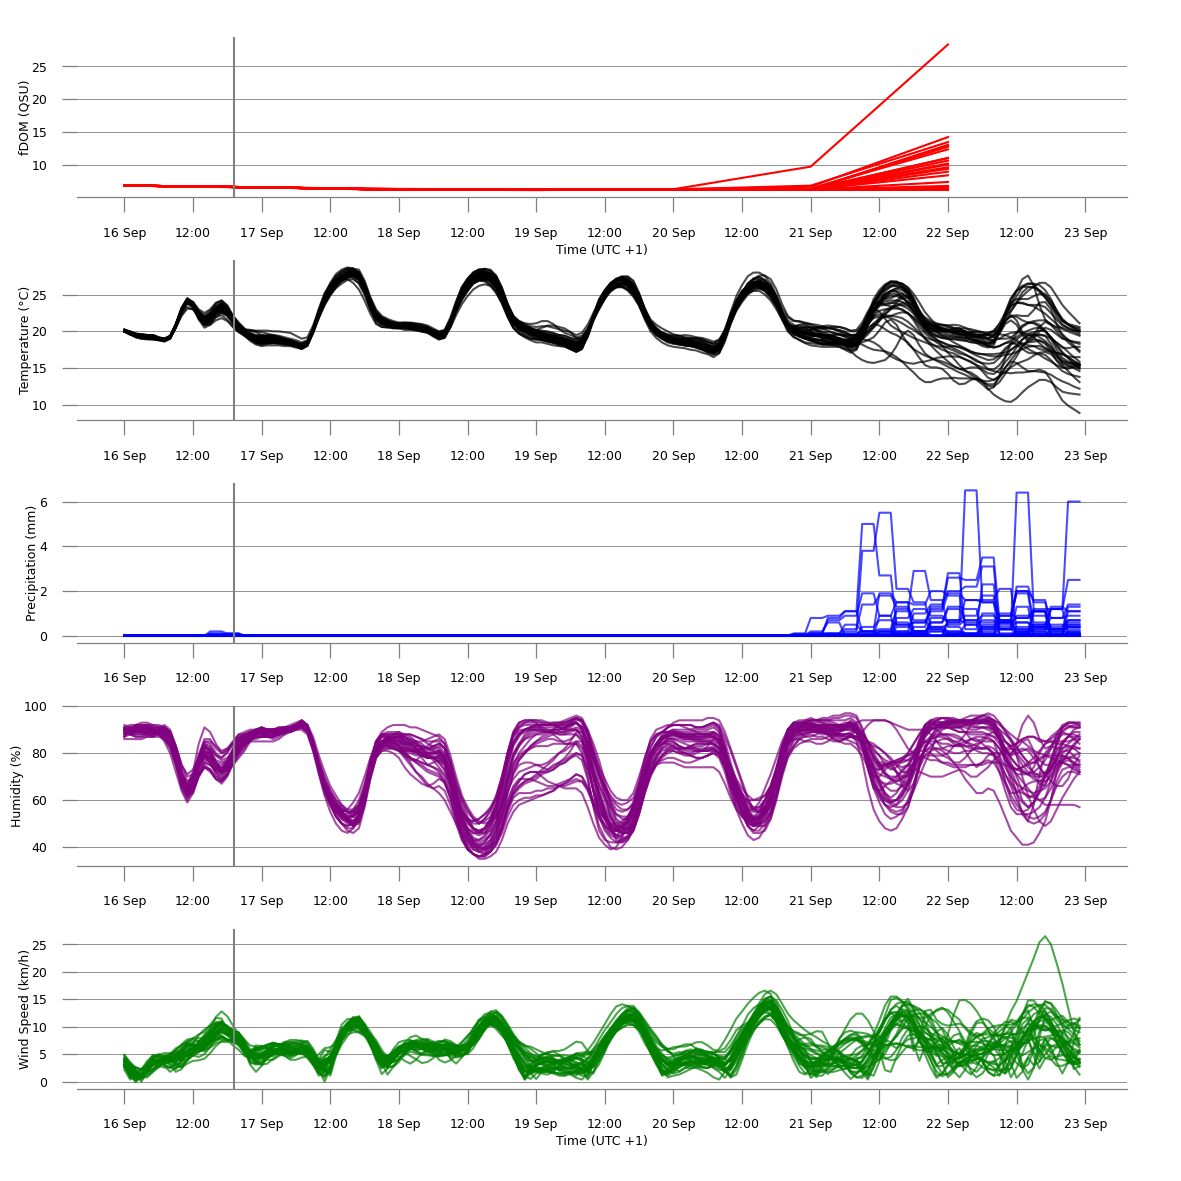 fDOM (QSU)
25
20
15
10
16 Sep 12:00 17 Sep 12:00 18 Sep 12:00 19 Sep 12:00 20 Sep 12:00 21 Sep 12:00 22 Sep 12:00 23 Sep
Time (UTC +1)
Temperature (°C)
25
20
15
10
16 Sep 12:00 17 Sep 12:00 18 Sep 12:00 19 Sep 12:00 20 Sep 12:00 21 Sep 12:00 22 Sep 12:00 23 Sep
Precipitation (mm)
6
4
2
0
16 Sep 12:00 17 Sep 12:00 18 Sep 12:00 19 Sep 12:00 20 Sep 12:00 21 Sep 12:00 22 Sep 12:00 23 Sep
Humidity (%)
100
80
60
40
16 Sep 12:00 17 Sep 12:00 18 Sep 12:00 19 Sep 12:00 20 Sep 12:00 21 Sep 12:00 22 Sep 12:00 23 Sep
Wind Speed (km/h)
25
20
15
10
5
0
16 Sep 12:00 17 Sep 12:00 18 Sep 12:00 19 Sep 12:00 20 Sep 12:00 21 Sep 12:00 22 Sep 12:00 23 Sep
Time (UTC +1)